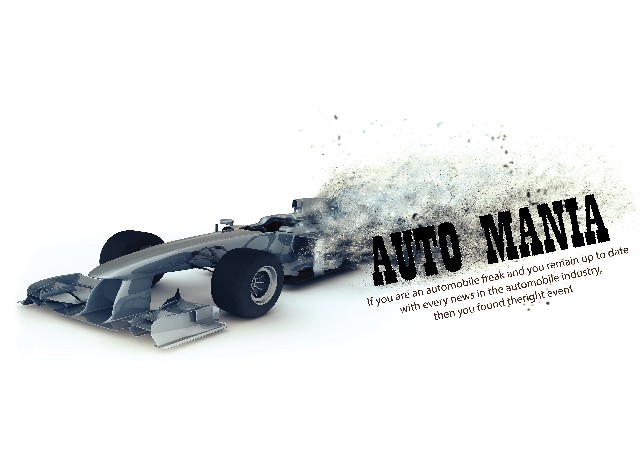 AUTO MANIA
If you are an automobile freak and you remain up to date
with every news in the automobile industry,
then you found theright event